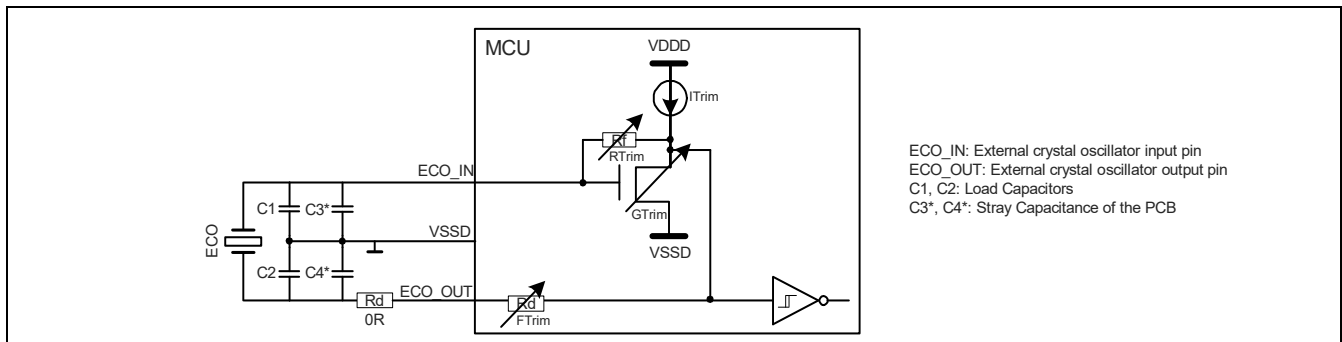 MCU
VDDD
ITrim
Rf
RTrim
ECO_IN
GTrim
C1
C3*
VSSD
VSSD
ECO
C2
C4*
ECO_OUT
Rd
0R
Rd
FTrim
ECO_IN: External crystal oscillator input pin
ECO_OUT: External crystal oscillator output pin
C1, C2: Load Capacitors
C3*, C4*: Stray Capacitance of the PCB